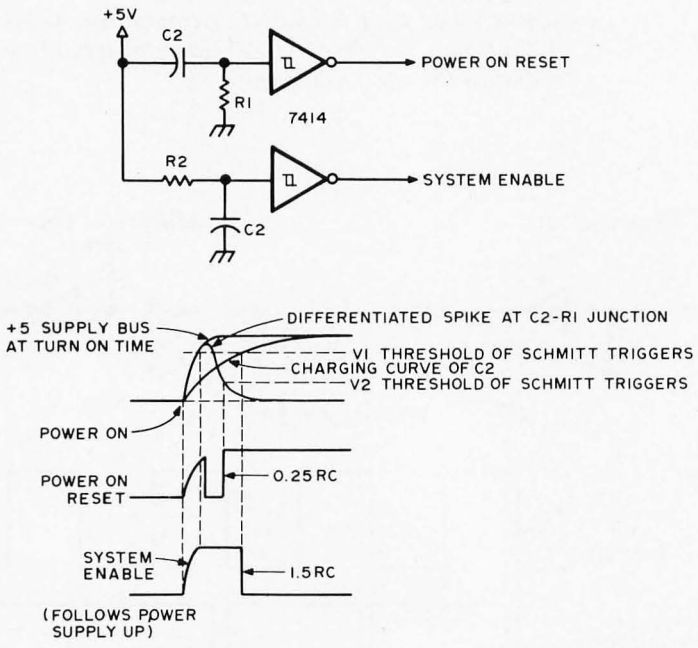 +5V
C2
POWER ON RESET
R1
7414
R2
SYSTEM ENABLE
C2
DIFFERENTIATED SPIKE AT C2-R1 JUNCTION
+5 SUPPLY BUS
AT TURN ON TIME
V1 THRESHOLD OF SCHMITT TRIGGERS
CHARGING CURVE OF C2
V2 THRESHOLD OF SCHMITT TRIGGERS
POWER ON
POWER ON
RESET
0.25 RC
SYSTEM
ENABLE
1.5 RC
(FOLLOWS POWER
SUPPLY UP)